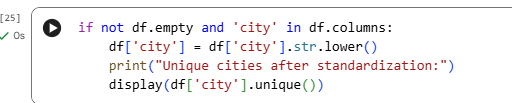 [25]
0s
if not df.empty and 'city' in df.columns:
    df['city'] = df['city'].str.lower()
    print("Unique cities after standardization:")
    display(df['city'].unique())